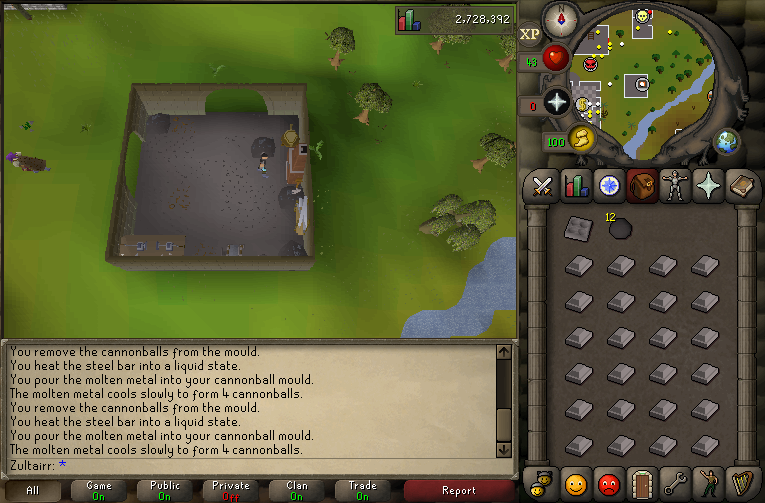 2,728,392
XP
43
0
100
12
You remove the cannonballs from the mould.
You heat the steel bar into a liquid state.
You pour the molten metal into your cannonball mould.
The molten metal cools slowly to form 4 cannonballs.
You remove the cannonballs from the mould.
You heat the steel bar into a liquid state.
You pour the molten metal into your cannonball mould.
The molten metal cools slowly to form 4 cannonballs.
Zultairr: *
All
Game
On
Public
On
Private
Off
Clan
On
Trade
On
Report